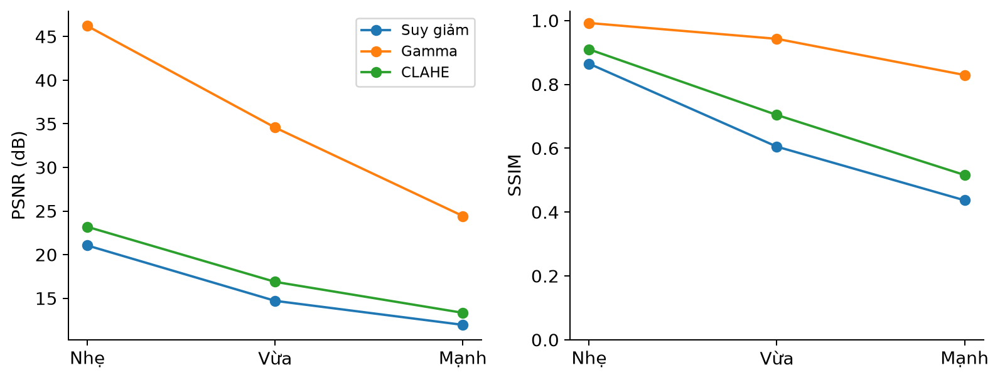 PSNR (dB)
45
40
35
30
25
20
15
Nhẹ
Vừa
Mạnh
Suy giảm
Gamma
CLAHE
SSIM
1.0
0.8
0.6
0.4
0.2
0.0
Nhẹ
Vừa
Mạnh